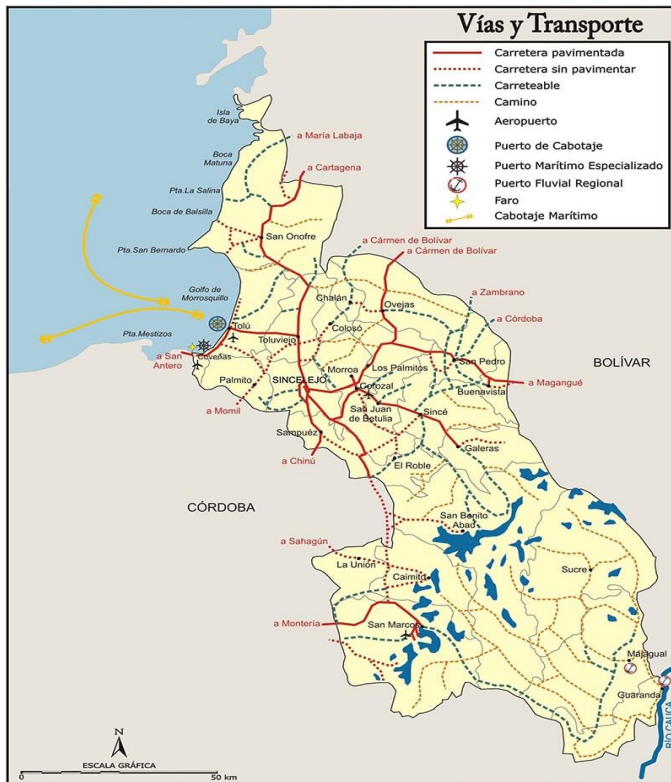 Vías y Transporte
Carretera pavimentada
Carretera sin pavimentar
Carreteable
Camino
Aeropuerto
Puerto de Cabotaje
Puerto Marítimo Especializado
Puerto Fluvial Regional
Faro
Cabotaje Marítimo
Isla
de Baya
a María Labaja
Boca
Matuna
a Cartagena
Pta.La Salina
Boca de Balsilla
San Onofre
Pta.San Bernardo
a Cármen de Bolívar
a Cármen de Bolívar
Golfo de
Morrosquillo
Chalán
Ovejas
a Zambrano
a Córdoba
Tolú
Colosó
Pta.Mestizos
Toluviejo
a San
Antero
Coveñas
Morroa
Los Palmitos
San Pedro
BOLÍVAR
Palmito
SINCELEJO
Corozal
Buenavista
a Magangué
a Momil
San Juan
de Betulia
Sincé
Sampuéz
Galeras
a Chinú
El Roble
CÓRDOBA
San Benito
Abad
a Sahagún
La Unión
Caimito
Sucre
a Montería
San Marcos
Majagual
Guaranda
RÍO CAUCA
N
ESCALA GRÁFICA
0
50 km